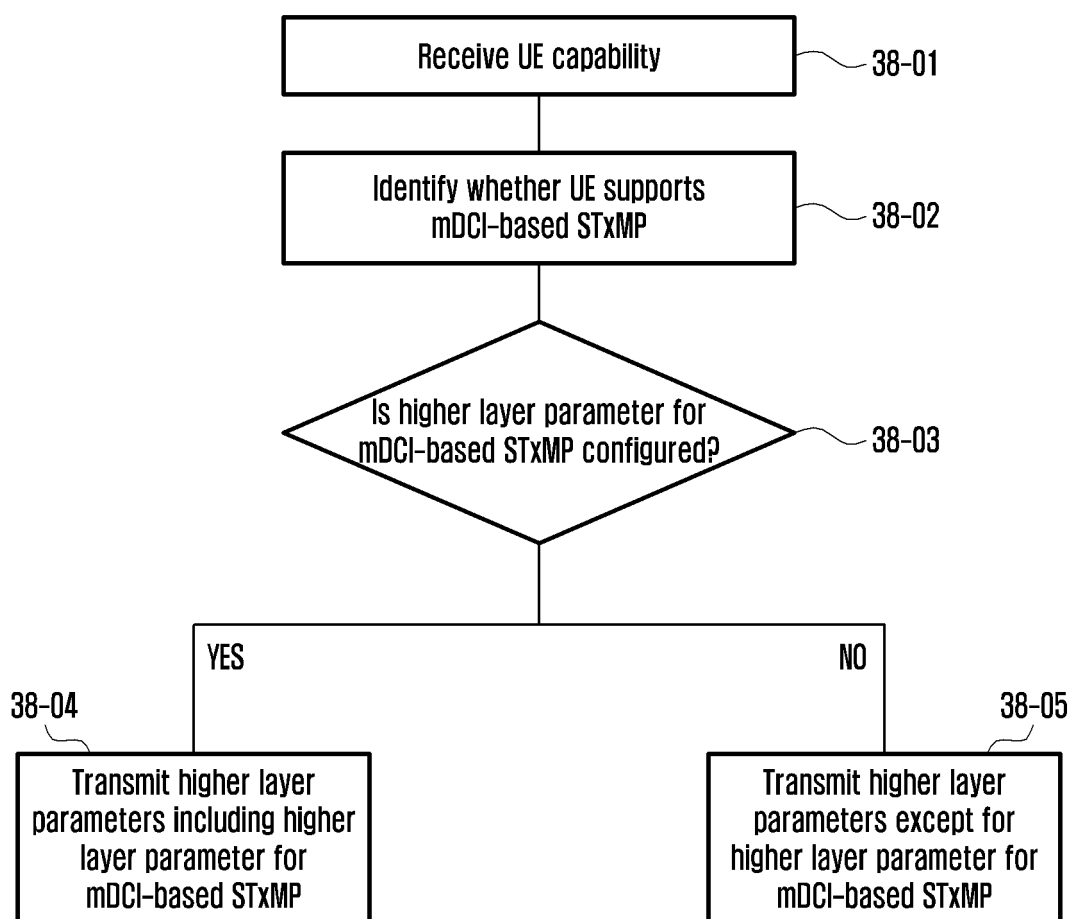 Receive UE capability
38-01
Identify whether UE supports
mDCI-based STxMP
38-02
Is higher layer parameter for
mDCI-based STxMP configured?
38-03
YES
NO
38-04
38-05
Transmit higher layer
parameters including higher
layer parameter for
mDCI-based STxMP
Transmit higher layer
parameters except for
higher layer parameter for
mDCI-based STxMP